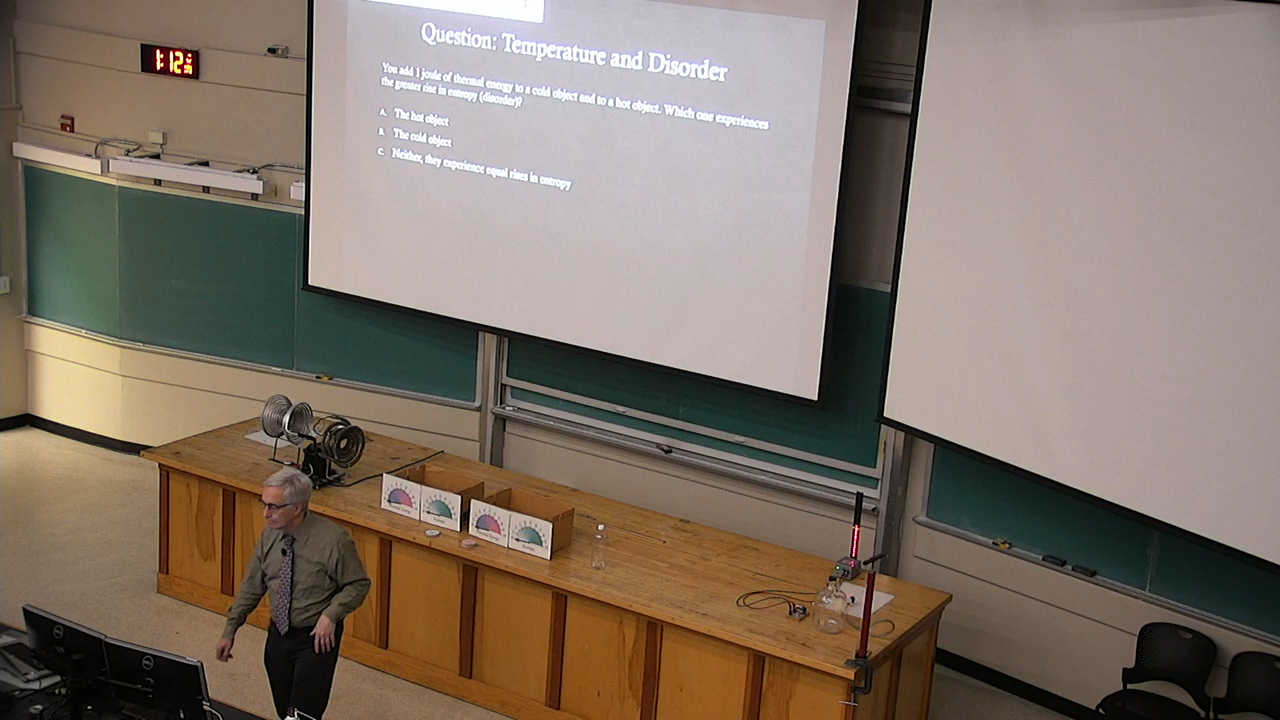 1:12
Question: Temperature and Disorder
You add 1 joule of thermal energy to a cold object and to a hot object. Which one experiences
the greater rise in entropy (disorder)?
A. The hot object
B. The cold object
C. Neither, they experience equal rises in entropy
DELL
DELL